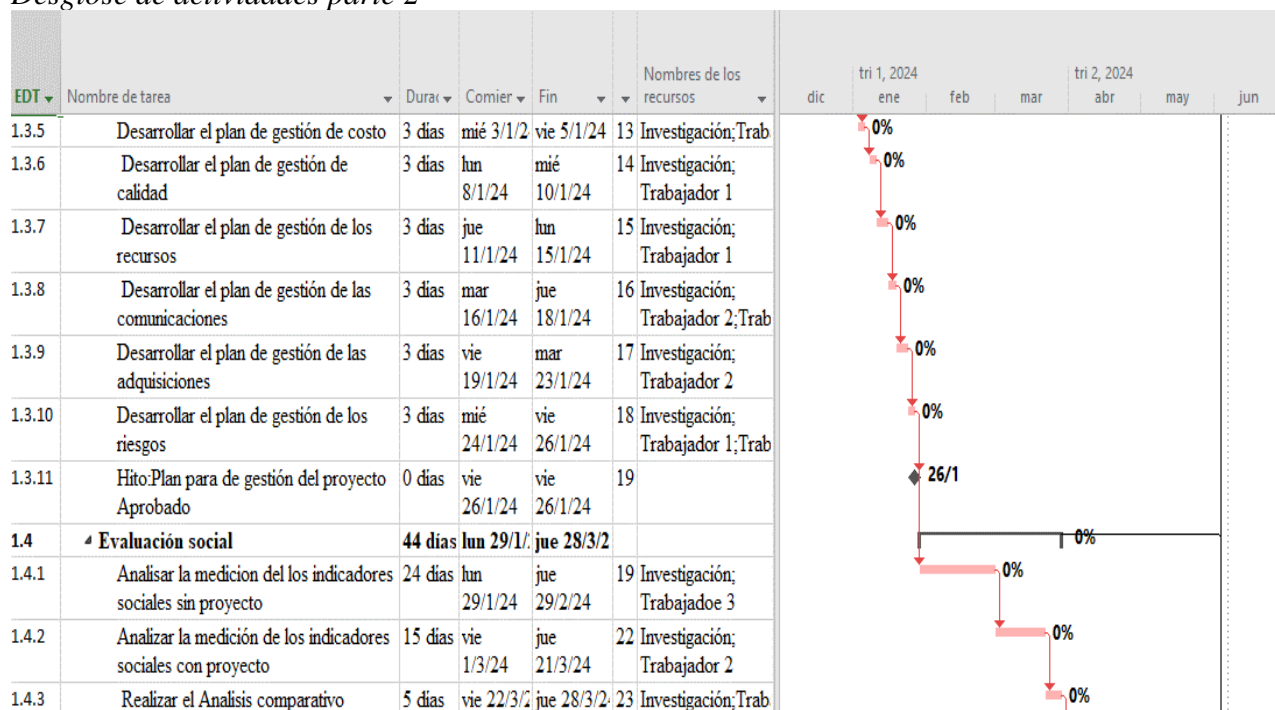 Desglose de actividades parte 2
Nombres de los
tri 1, 2024 tri 2, 2024
EDT Nombre de tarea Durac Comier Fin recursos dic ene feb mar abr may jun
1.3.5 Desarrollar el plan de gestión de costo 3 días mié 3/1/2 vie 5/1/24 13 Investigación;Trab 0%
1.3.6 Desarrollar el plan de gestión de 3 días lun mié 14 Investigación; 0%
calidad 8/1/24 10/1/24 Trabajador 1
1.3.7 Desarrollar el plan de gestión de los 3 días jue lun 15 Investigación; 0%
recursos 11/1/24 15/1/24 Trabajador 1
1.3.8 Desarrollar el plan de gestión de las 3 días mar jue 16 Investigación; 0%
comunicaciones 16/1/24 18/1/24 Trabajador 2;Trab
1.3.9 Desarrollar el plan de gestión de las 3 días vie mar 17 Investigación; 0%
adquisiciones 19/1/24 23/1/24 Trabajador 2
1.3.10 Desarrollar el plan de gestión de los 3 días mié vie 18 Investigación; 0%
riesgos 24/1/24 26/1/24 Trabajador 1;Trab
1.3.11 Hito:Plan para de gestión del proyecto 0 días vie vie 19 26/1
Aprobado 26/1/24 26/1/24
1.4 Evaluación social 44 días lun 29/1/ jue 28/3/2 0%
1.4.1 Analisar la medicion del los indicadores 24 días lun jue 19 Investigación; 0%
sociales sin proyecto 29/1/24 29/2/24 Trabajadoe 3
1.4.2 Analizar la medición de los indicadores 15 días vie jue 22 Investigación; 0%
sociales con proyecto 1/3/24 21/3/24 Trabajador 2
1.4.3 Realizar el Analisis comparativo 5 días vie 22/3/2 jue 28/3/2 23 Investigación;Trab 0%